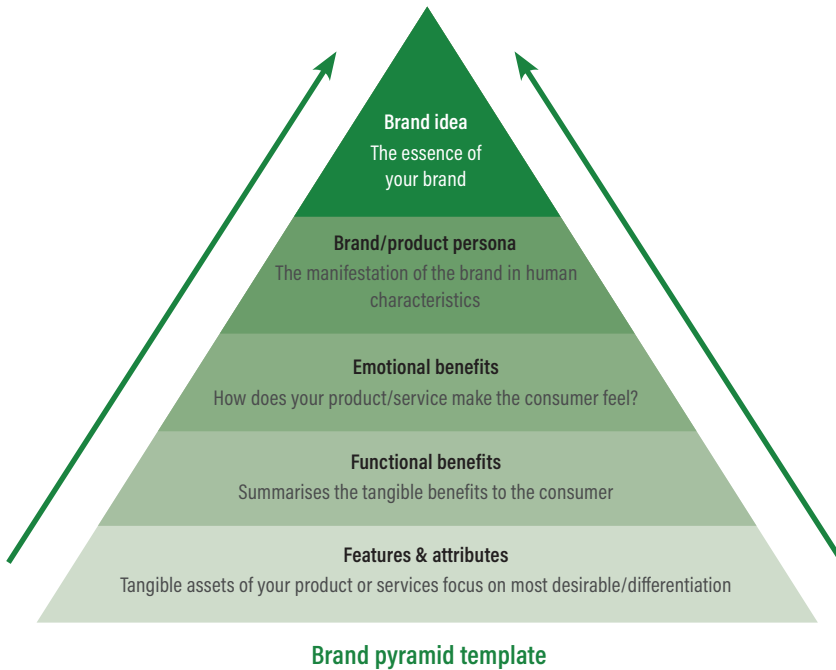 Brand idea
The essence of
your brand
Brand/product persona
The manifestation of the brand in human
characteristics
Emotional benefits
How does your product/service make the consumer feel?
Functional benefits
Summarises the tangible benefits to the consumer
Features & attributes
Tangible assets of your product or services focus on most desirable/differentiation
Brand pyramid template